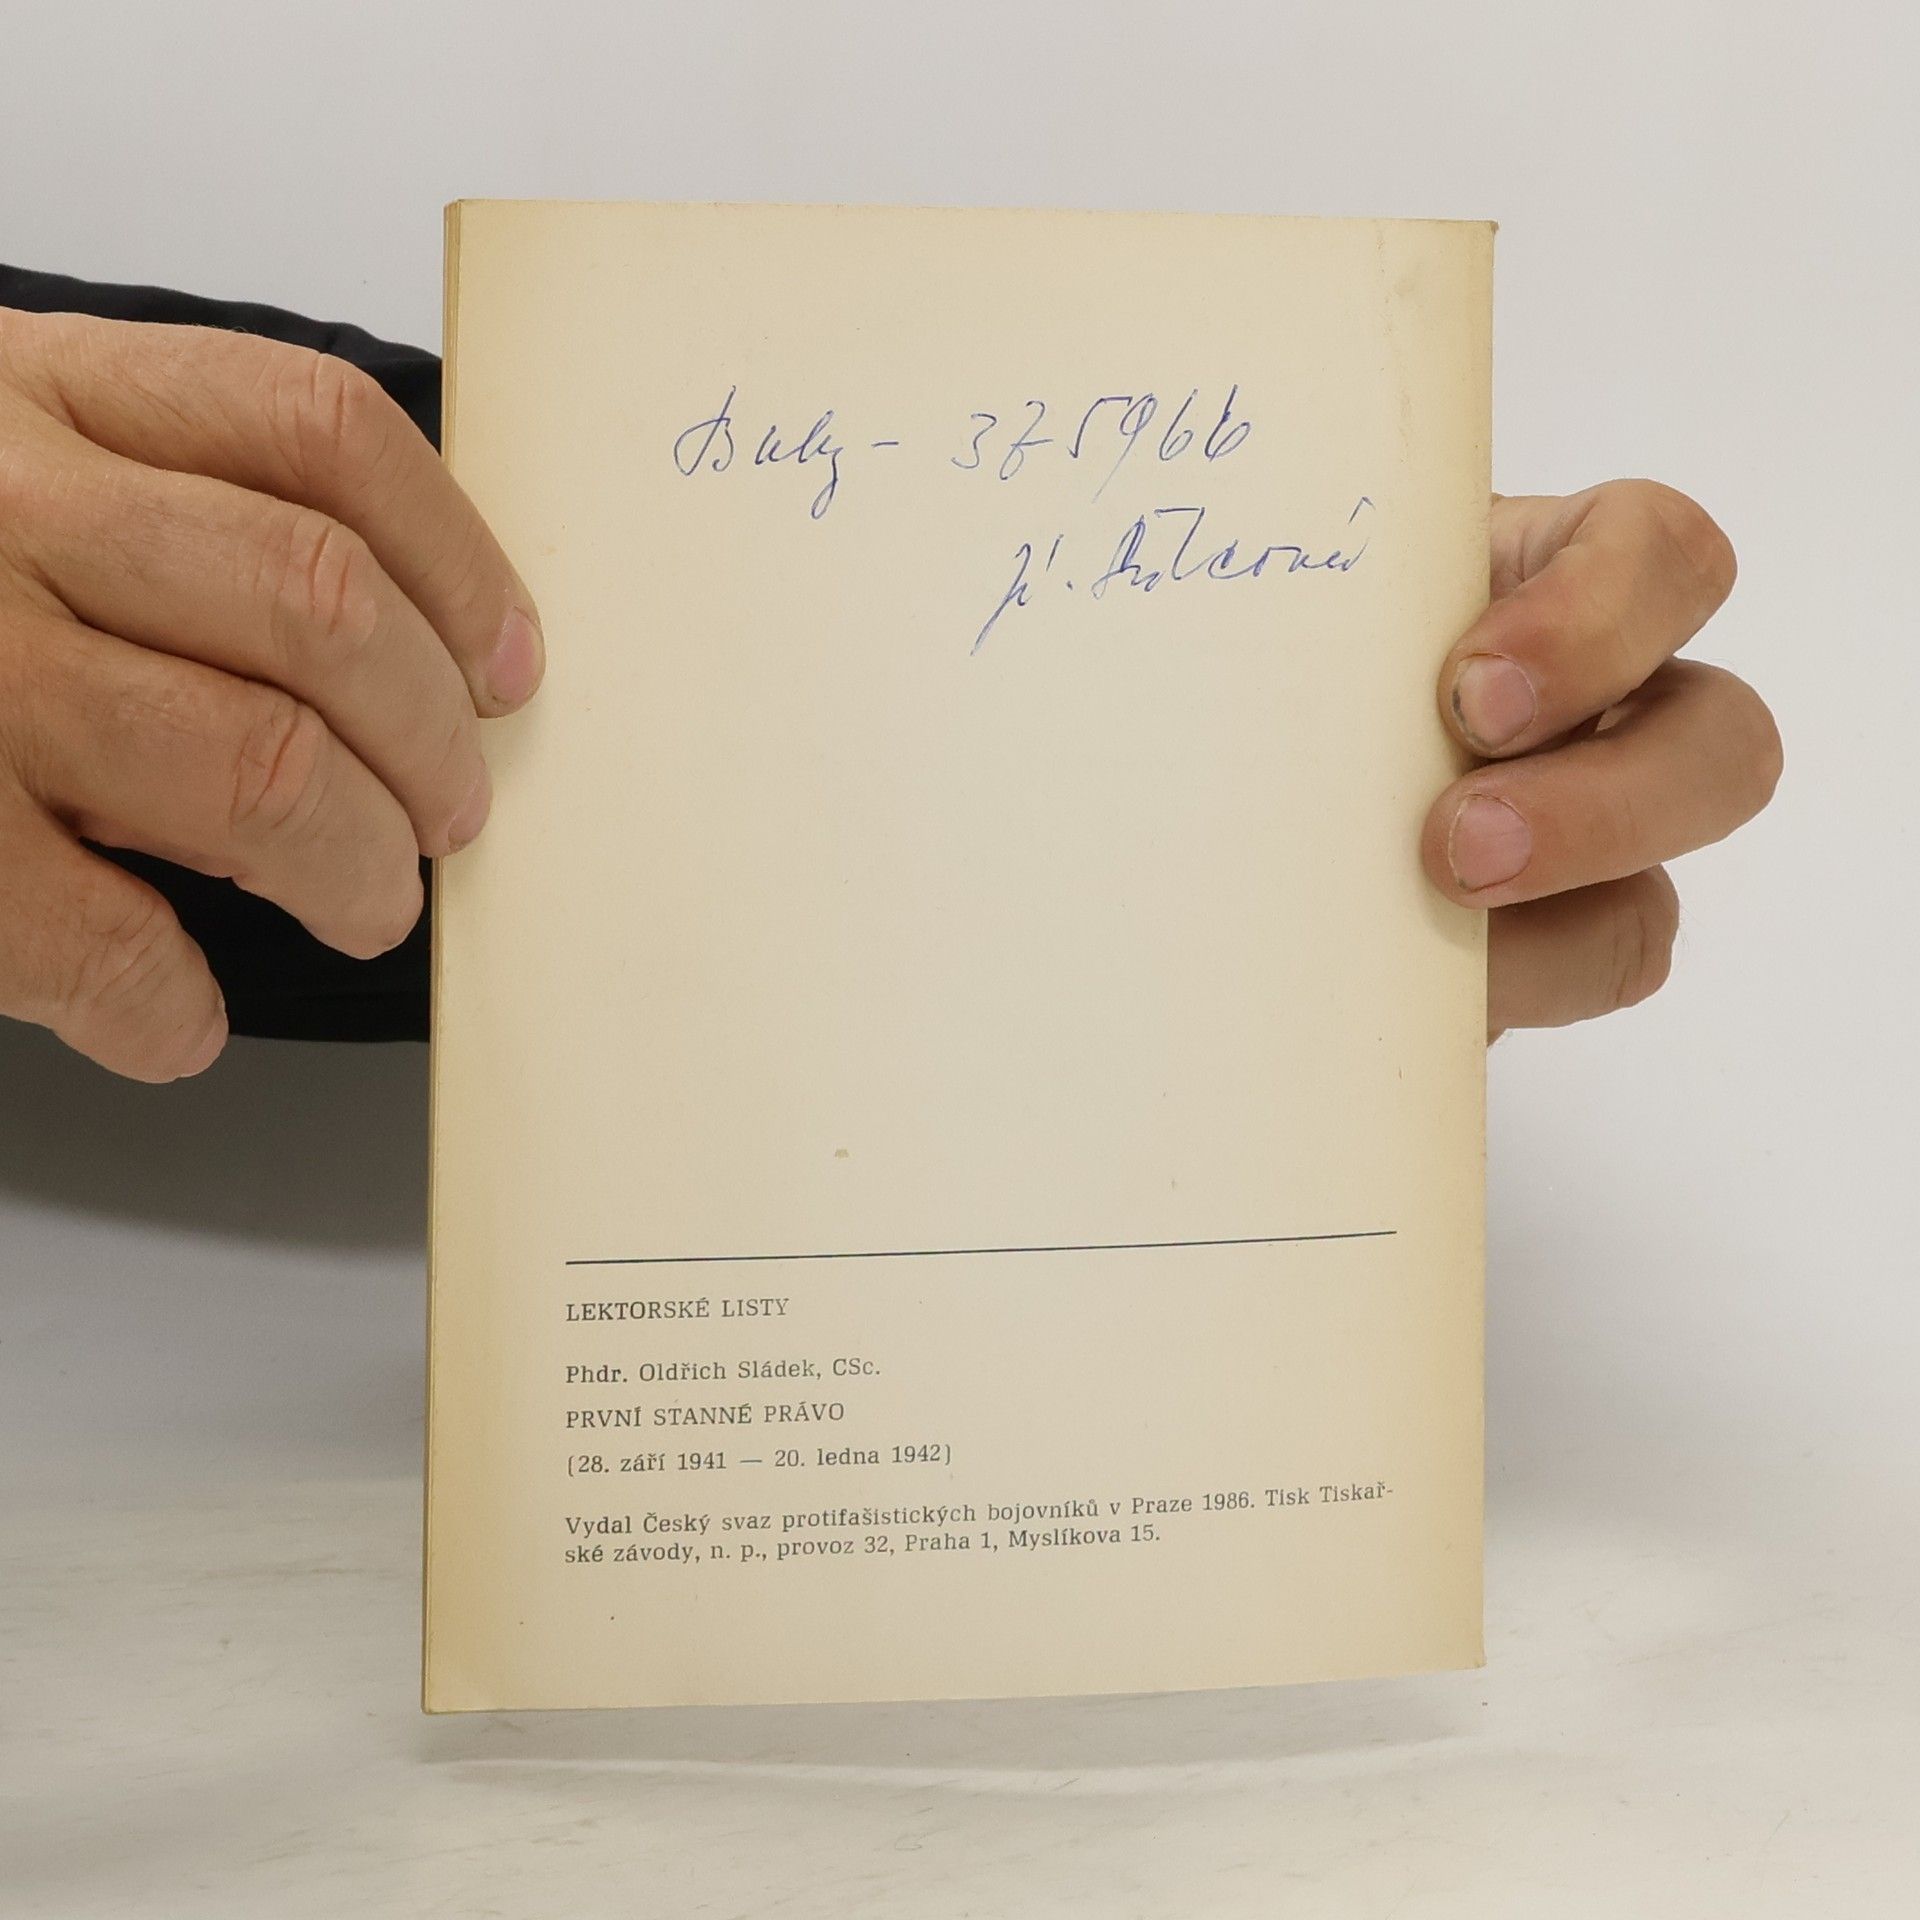 – 375966
LEKTORSKÉ LISTY
Phdr. Oldřich Sládek, CSc.
PRVNÍ STANNÉ PRÁVO
(28. září 1941 — 20. ledna 1942)
Vydal Český svaz protifašistických bojovníků v Praze 1986. Tisk Tiskař-
ské závody, n. p., provoz 32, Praha 1, Myslíkova 15.